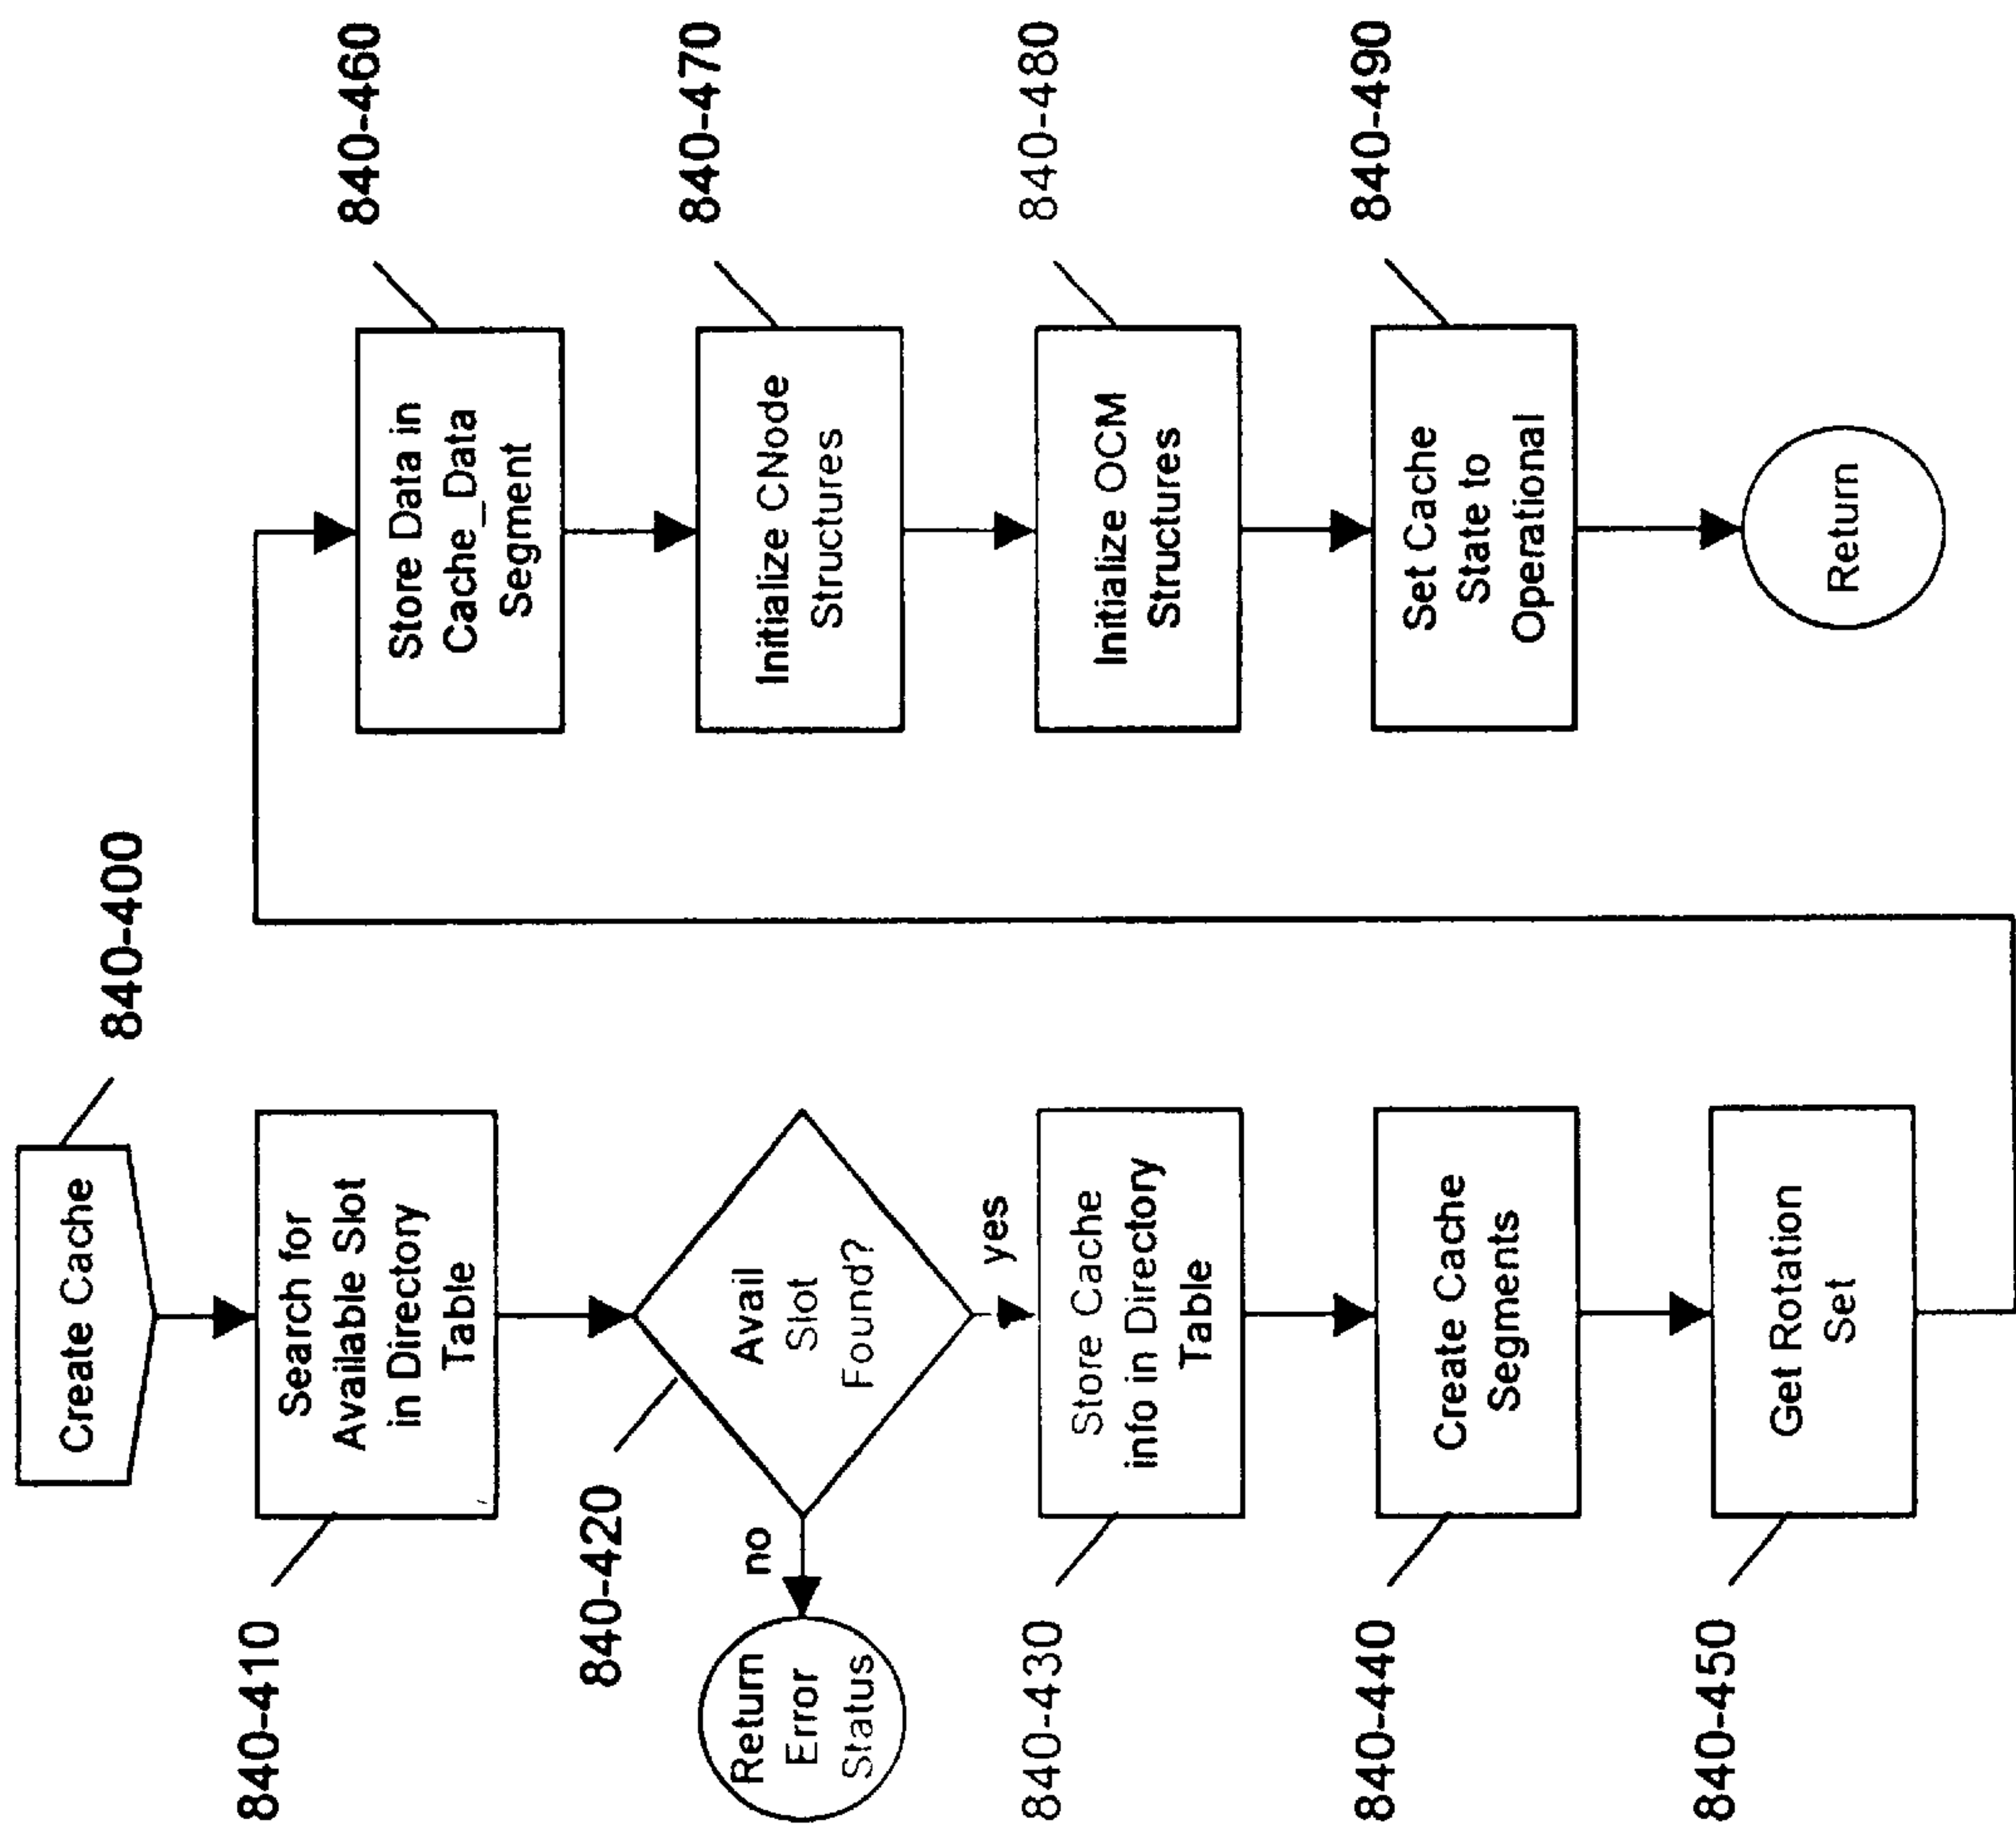 840-400
Create Cache
840-410
Search for
Available Slot
in Directory
Table
840-420
Avail
Slot
Found?
no
Return
Error
Status
yes
840-430
Store Cache
info in Directory
Table
840-440
Create Cache
Segments
840-450
Get Rotation
Set
840-460
Store Data in
Cache_Data
Segment
840-470
Initialize CNode
Structures
840-480
Initialize OCM
Structures
840-490
Set Cache
State to
Operational
Return